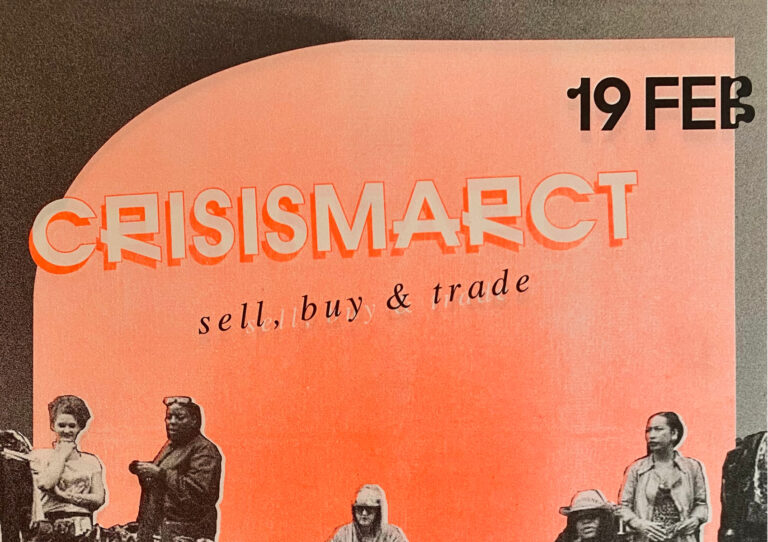 19 FEB
CRISISMARCT
sell, buy & trade